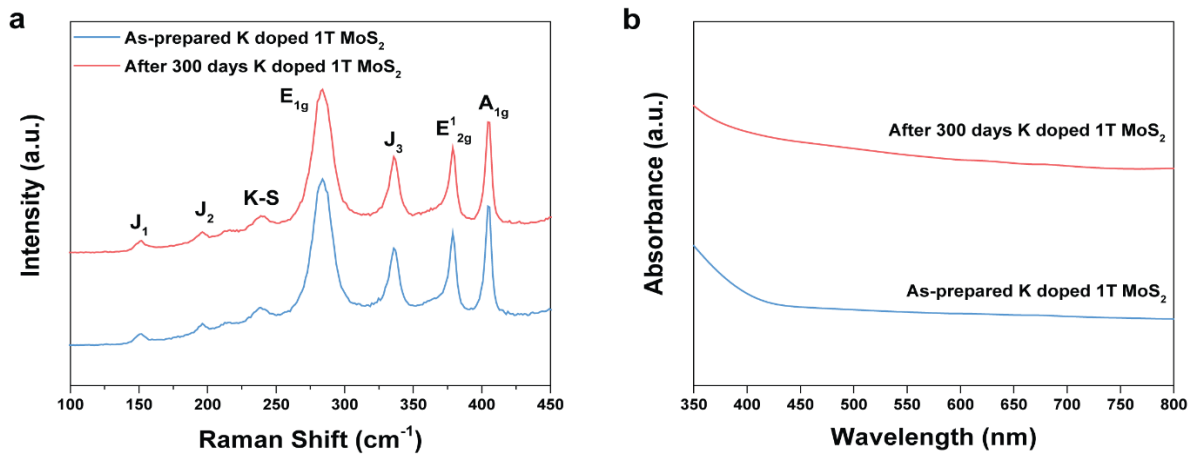 a
As-prepared K doped 1T MoS₂
After 300 days K doped 1T MoS₂
E₁g
A₁g
E¹₂g
J₃
K-S
J₂
J₁
Intensity (a.u.)
100 150 200 250 300 350 400 450
Raman Shift (cm⁻¹)
b
After 300 days K doped 1T MoS₂
As-prepared K doped 1T MoS₂
Absorbance (a.u.)
350 400 450 500 550 600 650 700 750 800
Wavelength (nm)